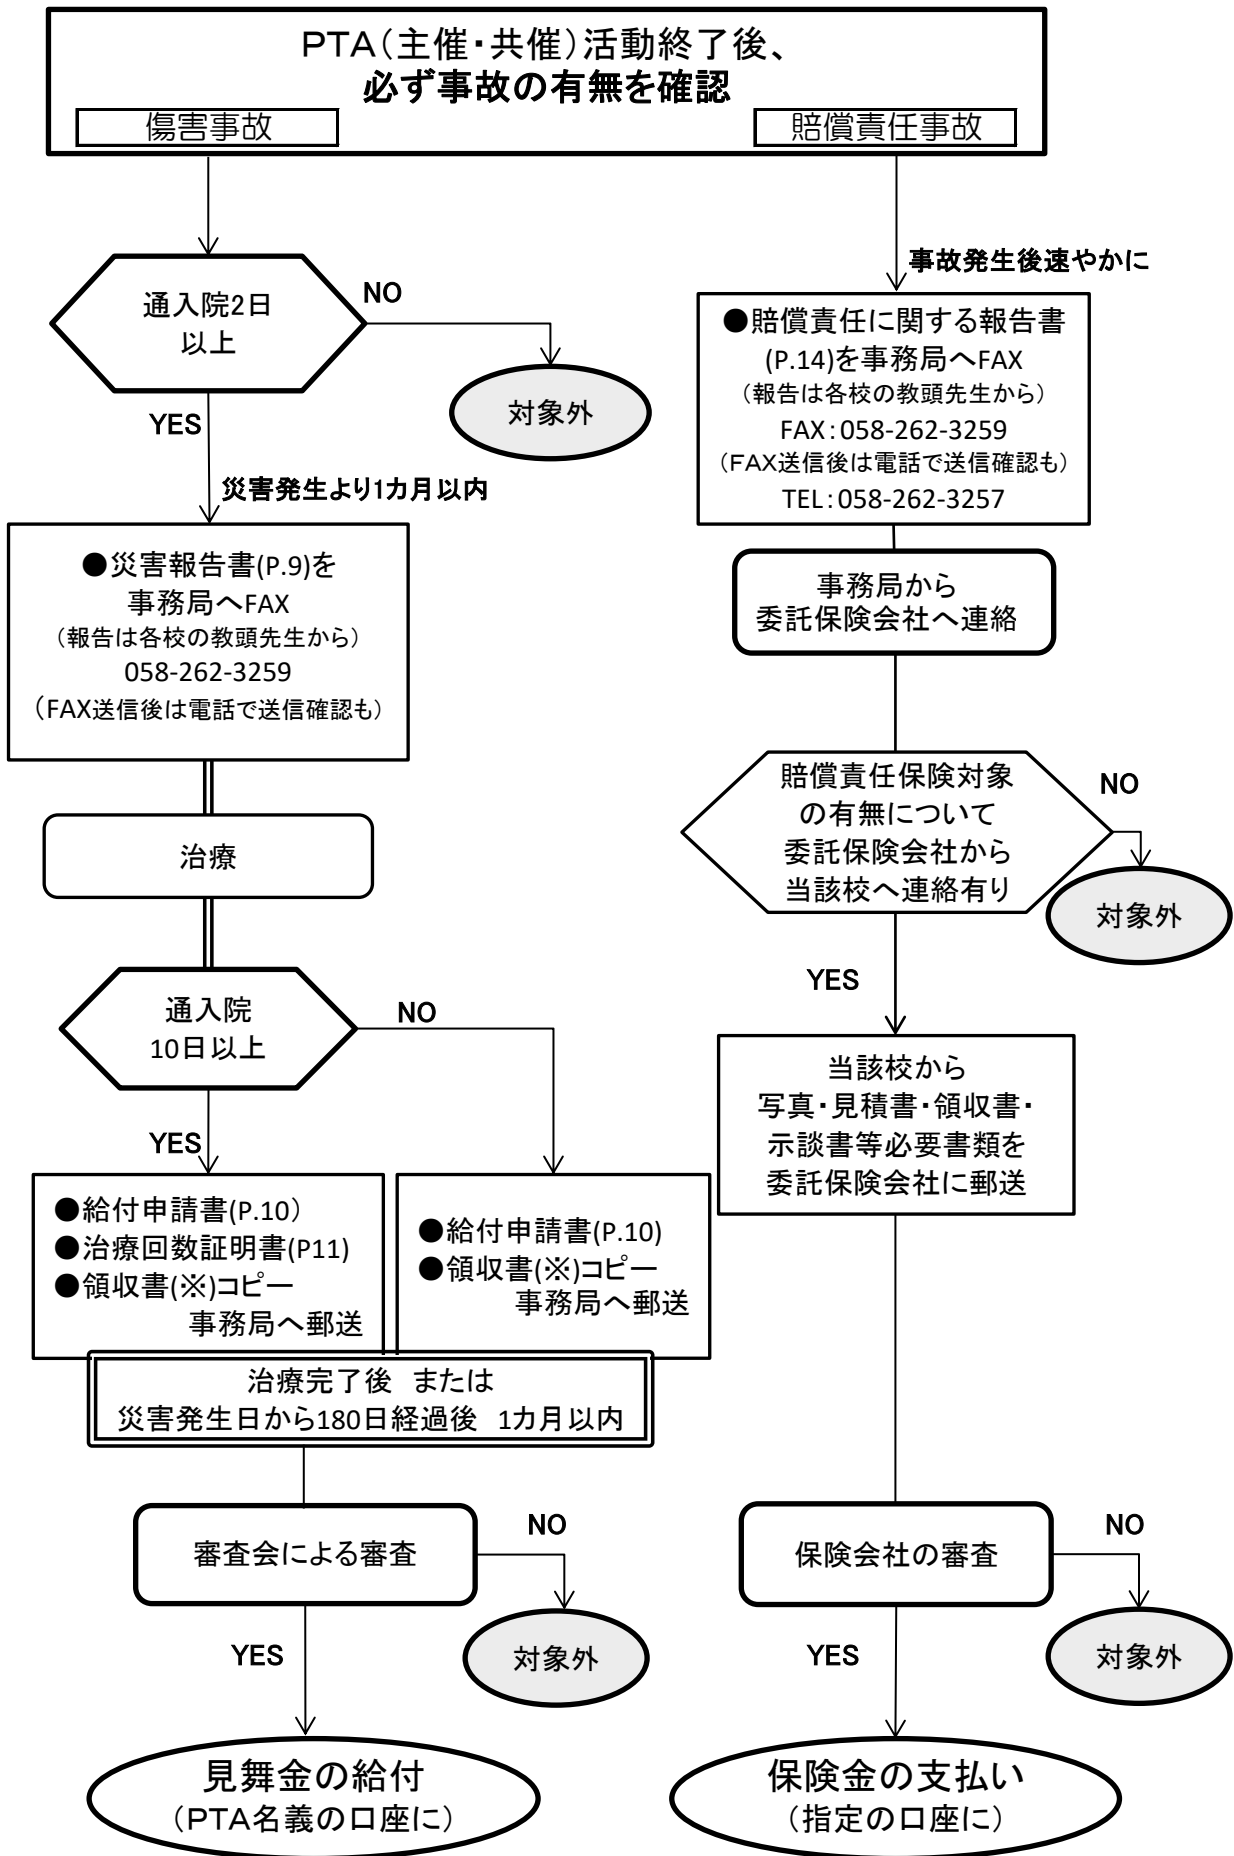 PTA(主催・共催)活動終了後、
必ず事故の有無を確認
傷害事故
賠償責任事故
通入院2日
以上
NO
対象外
YES
災害発生より1カ月以内
●災害報告書(P.9)を
事務局へFAX
(報告は各校の教頭先生から)
058-262-3259
(FAX送信後は電話で送信確認も)
治療
通入院
10日以上
NO
YES
●給付申請書(P.10)
●治療回数証明書(P11)
●領収書(※)コピー
事務局へ郵送
●給付申請書(P.10)
●領収書(※)コピー
事務局へ郵送
治療完了後 または
災害発生日から180日経過後 1カ月以内
審査会による審査
NO
対象外
YES
見舞金の給付
(PTA名義の口座に)
事故発生後速やかに
●賠償責任に関する報告書
(P.14)を事務局へFAX
(報告は各校の教頭先生から)
FAX:058-262-3259
(FAX送信後は電話で送信確認も)
TEL:058-262-3257
事務局から
委託保険会社へ連絡
賠償責任保険対象
の有無について
委託保険会社から
当該校へ連絡有り
NO
対象外
YES
当該校から
写真・見積書・領収書・
示談書等必要書類を
委託保険会社に郵送
保険会社の審査
NO
対象外
YES
保険金の支払い
(指定の口座に)